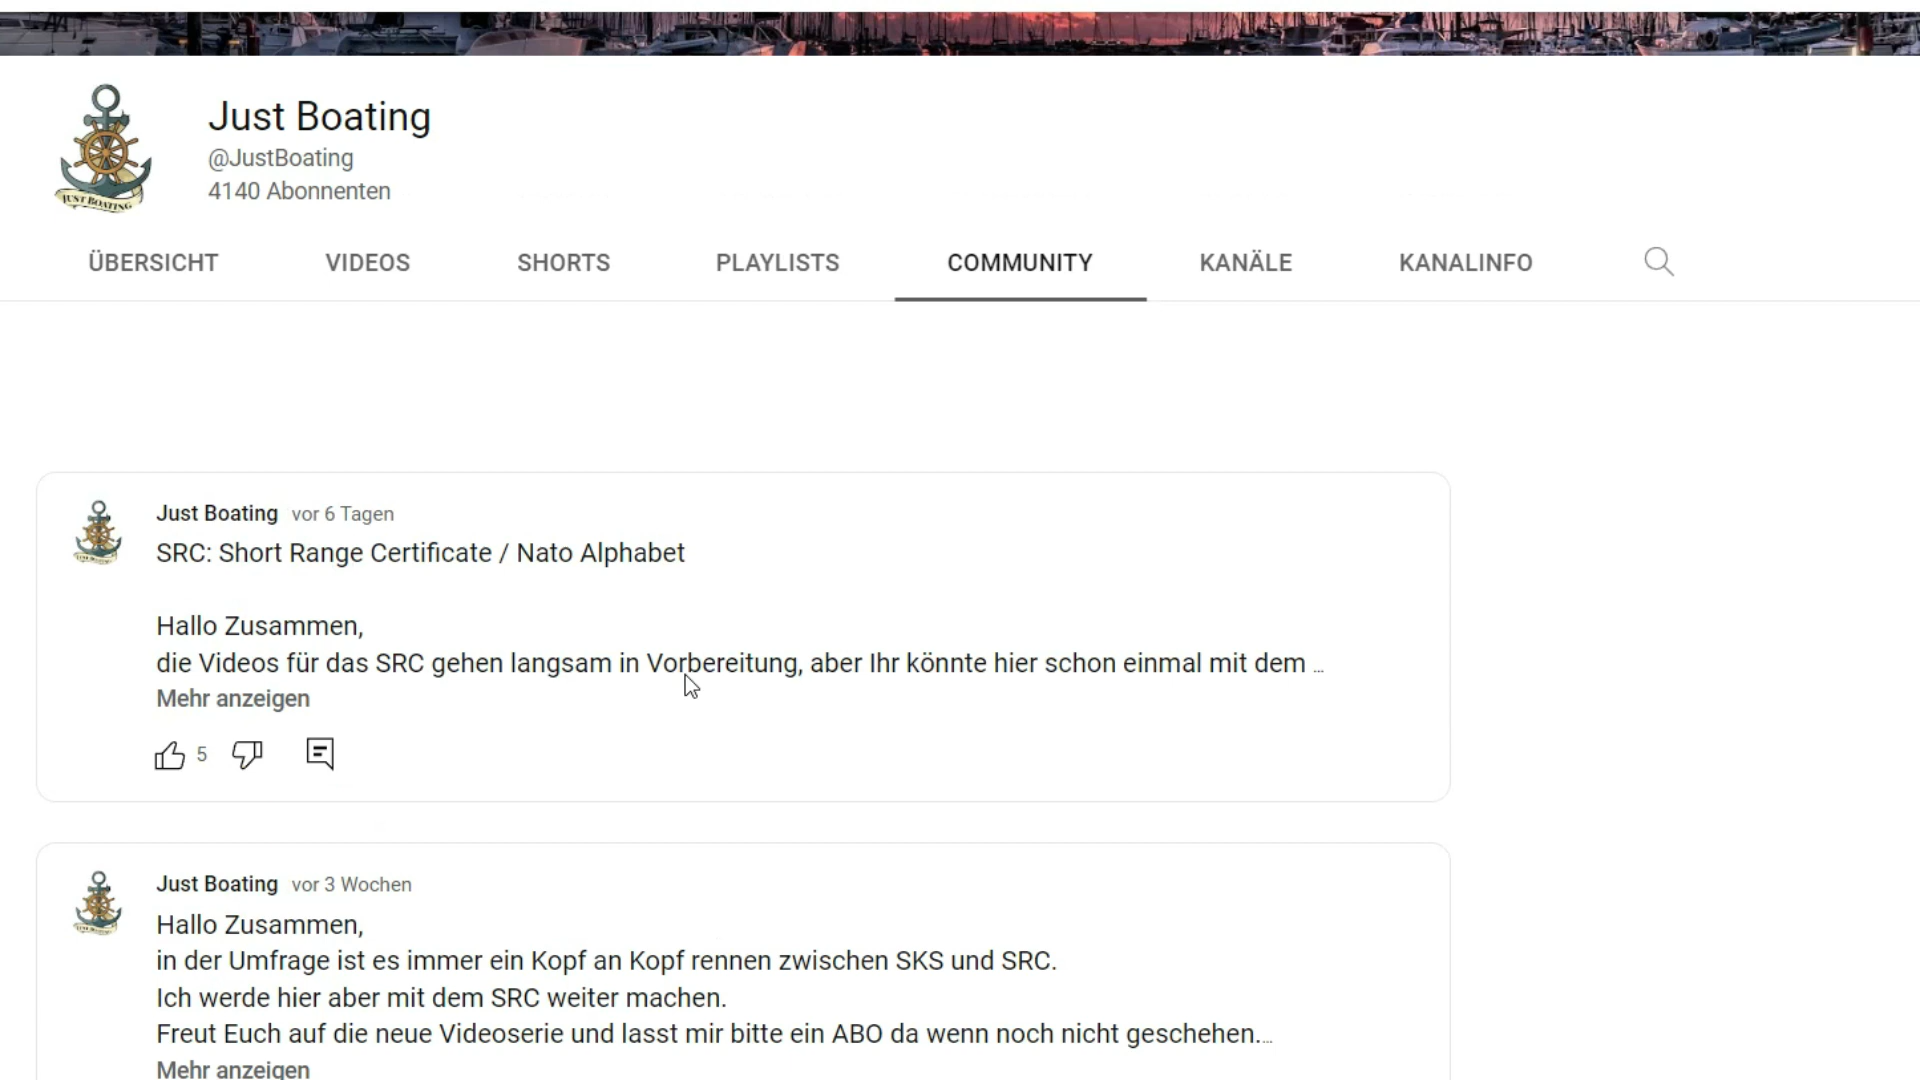 JUST BOATING
Just Boating
@JustBoating
4140 Abonnenten
ÜBERSICHT VIDEOS SHORTS PLAYLISTS COMMUNITY KANÄLE KANALINFO
Just Boating vor 6 Tagen
SRC: Short Range Certificate / Nato Alphabet
Hallo Zusammen,
die Videos für das SRC gehen langsam in Vorbereitung, aber Ihr könnte hier schon einmal mit dem ...
Mehr anzeigen
5
Just Boating vor 3 Wochen
Hallo Zusammen,
in der Umfrage ist es immer ein Kopf an Kopf rennen zwischen SKS und SRC.
Ich werde hier aber mit dem SRC weiter machen.
Freut Euch auf die neue Videoserie und lasst mir bitte ein ABO da wenn noch nicht geschehen....
Mehr anzeigen